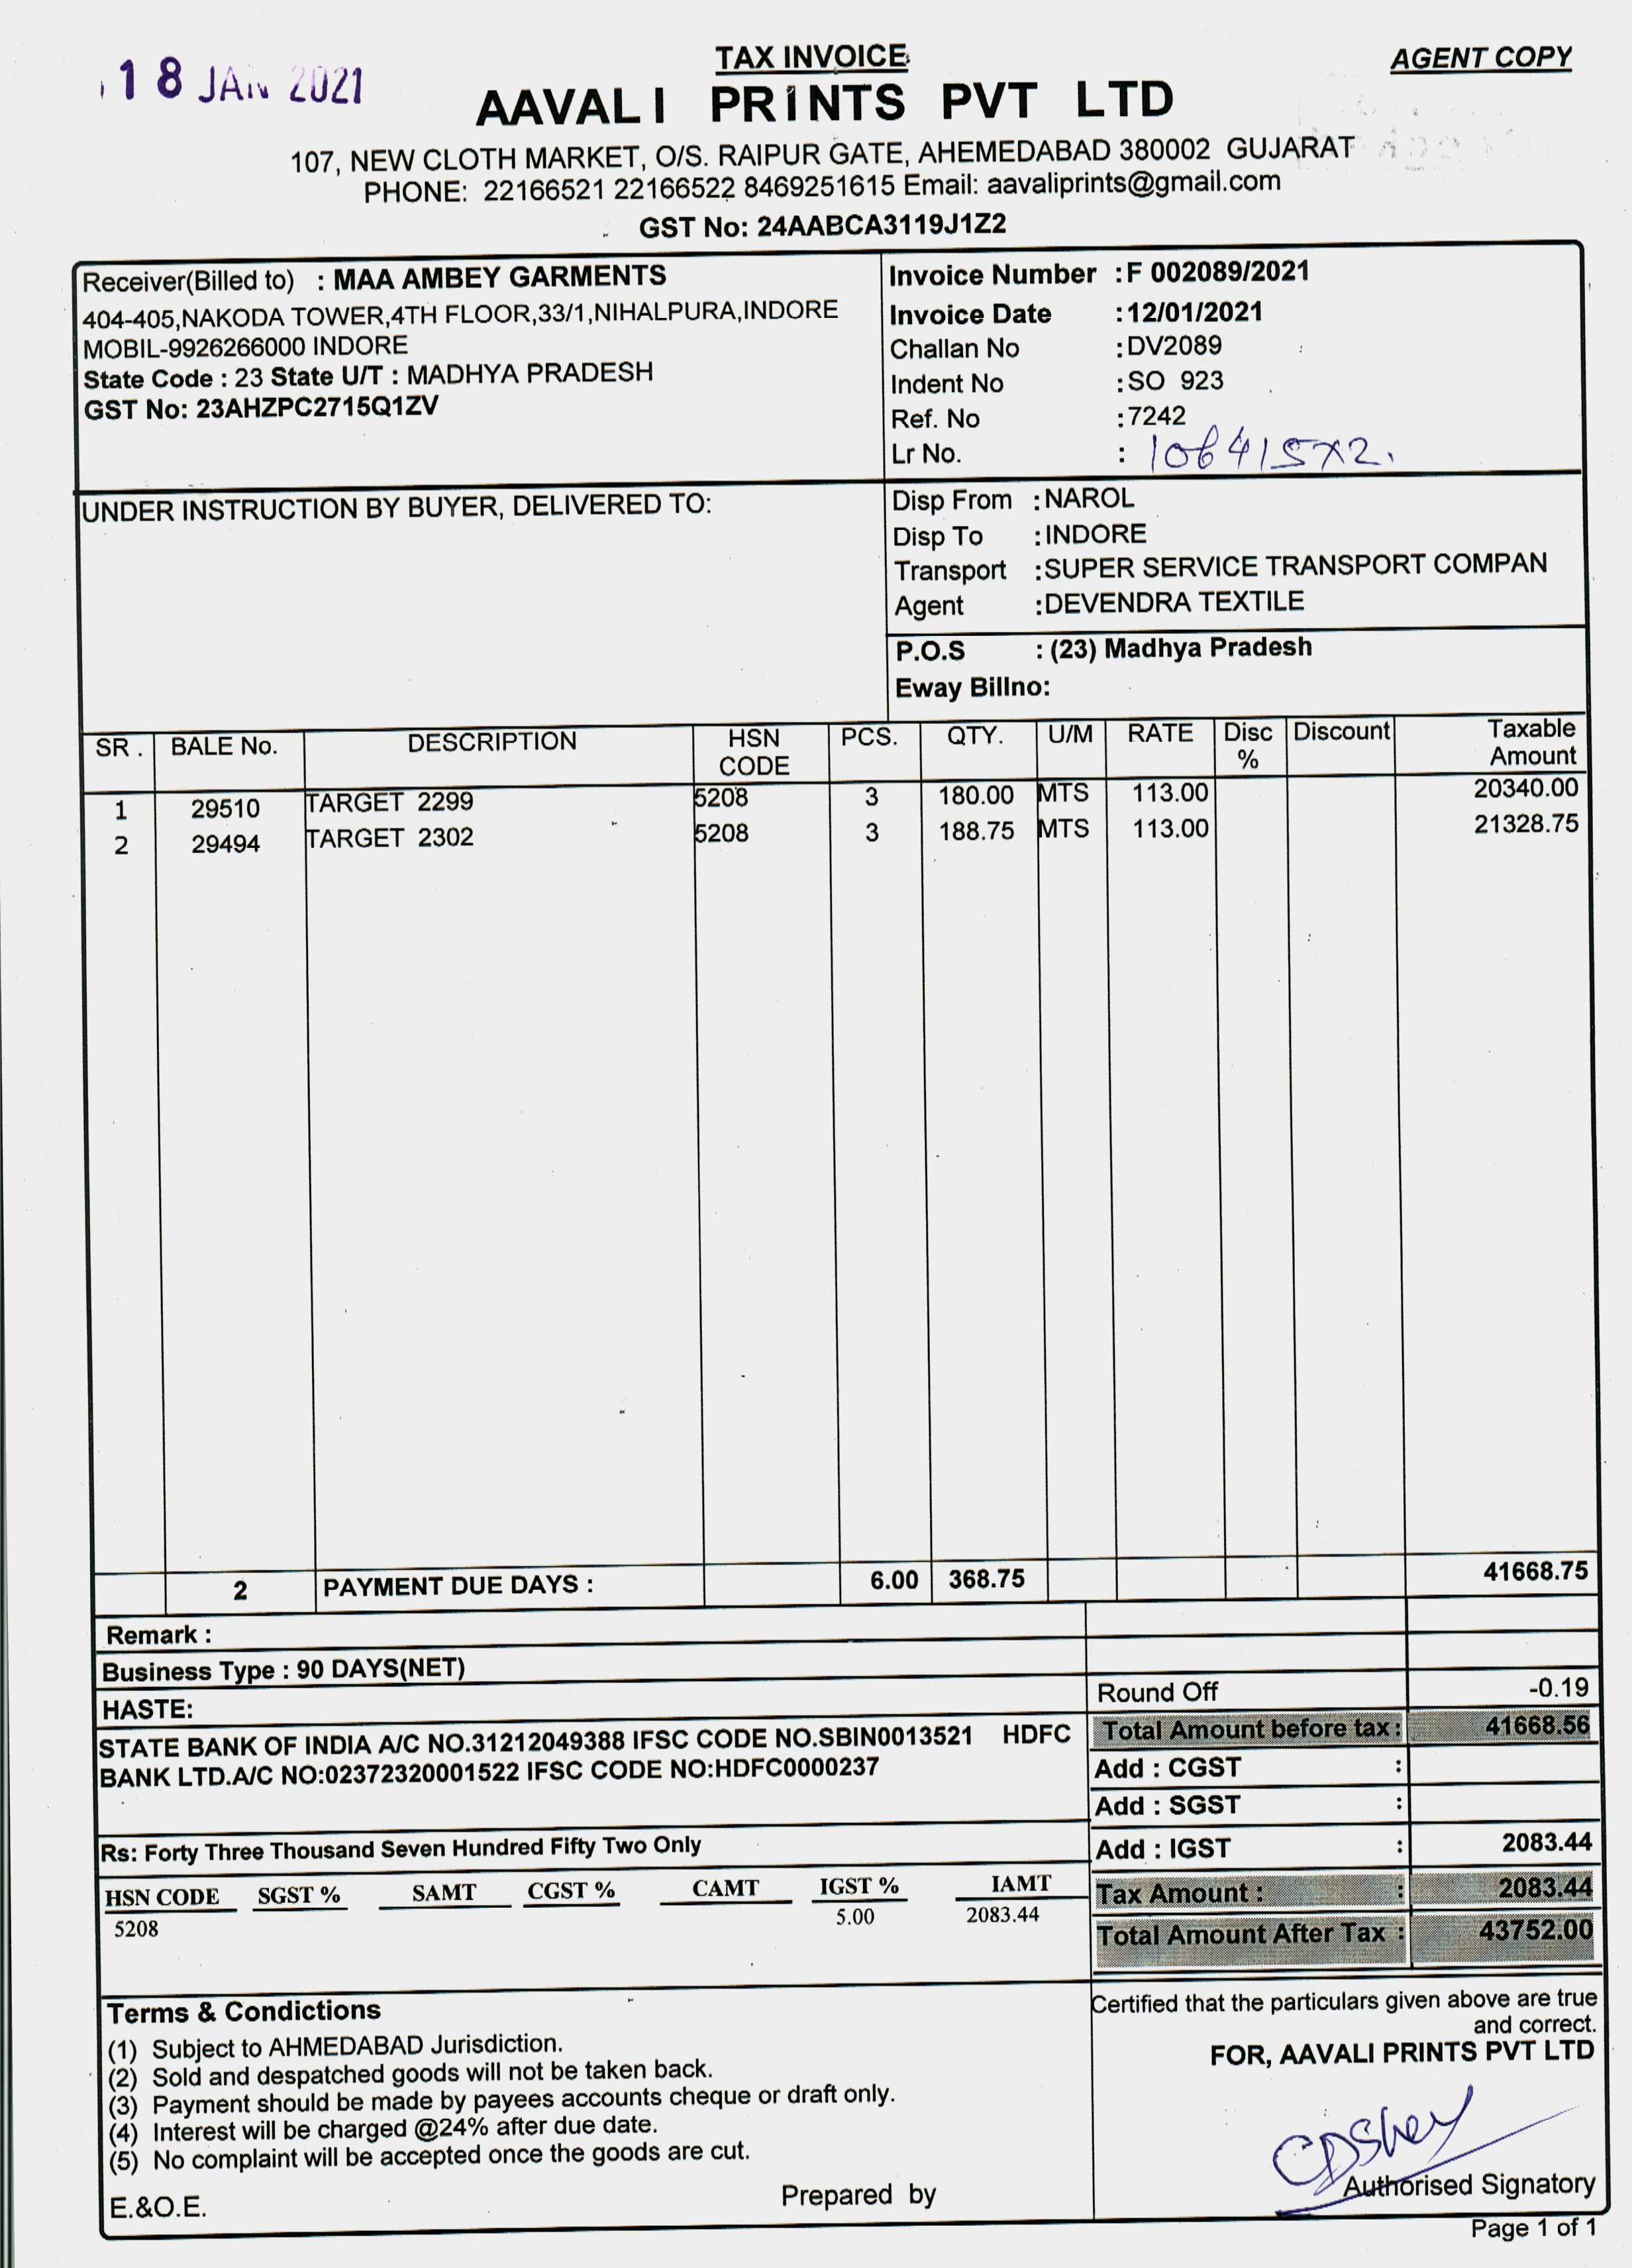 18 JAN 2021
TAX INVOICE
AGENT COPY
AAVALI PRINTS PVT LTD
107, NEW CLOTH MARKET, O/S. RAIPUR GATE, AHEMEDABAD 380002 GUJARAT
PHONE: 22166521 22166522 8469251615 Email: aavaliprints@gmail.com
GST No: 24AABCA3119J1Z2
Receiver(Billed to) : MAA AMBEY GARMENTS
404-405,NAKODA TOWER,4TH FLOOR,33/1,NIHALPURA,INDORE
MOBIL-9926266000 INDORE
State Code : 23 State U/T : MADHYA PRADESH
GST No: 23AHZPC2715Q1ZV
Invoice Number : F 002089/2021
Invoice Date : 12/01/2021
Challan No : DV2089
Indent No : SO 923
Ref. No : 7242
Lr No. : 106415X2.
UNDER INSTRUCTION BY BUYER, DELIVERED TO:
Disp From : NAROL
Disp To : INDORE
Transport : SUPER SERVICE TRANSPORT COMPAN
Agent : DEVENDRA TEXTILE
P.O.S : (23) Madhya Pradesh
Eway Billno:
SR. BALE No. DESCRIPTION HSN CODE PCS. QTY. U/M RATE Disc % Discount Taxable Amount
1 29510 TARGET 2299 5208 3 180.00 MTS 113.00 20340.00
2 29494 TARGET 2302 5208 3 188.75 MTS 113.00 21328.75
2 PAYMENT DUE DAYS : 6.00 368.75 41668.75
Remark :
Business Type : 90 DAYS(NET)
HASTE:
Round Off -0.19
STATE BANK OF INDIA A/C NO.31212049388 IFSC CODE NO.SBIN0013521 HDFC
BANK LTD.A/C NO:02372320001522 IFSC CODE NO:HDFC0000237
Total Amount before tax: 41668.56
Add : CGST :
Add : SGST :
Rs: Forty Three Thousand Seven Hundred Fifty Two Only
Add : IGST : 2083.44
HSN CODE SGST % SAMT CGST % CAMT IGST % IAMT
5208 5.00 2083.44
Tax Amount : : 2083.44
Total Amount After Tax : 43752.00
Terms & Condictions
(1) Subject to AHMEDABAD Jurisdiction.
(2) Sold and despatched goods will not be taken back.
(3) Payment should be made by payees accounts cheque or draft only.
(4) Interest will be charged @24% after due date.
(5) No complaint will be accepted once the goods are cut.
E.&O.E.
Prepared by
Certified that the particulars given above are true
and correct.
FOR, AAVALI PRINTS PVT LTD
Authorised Signatory
Page 1 of 1